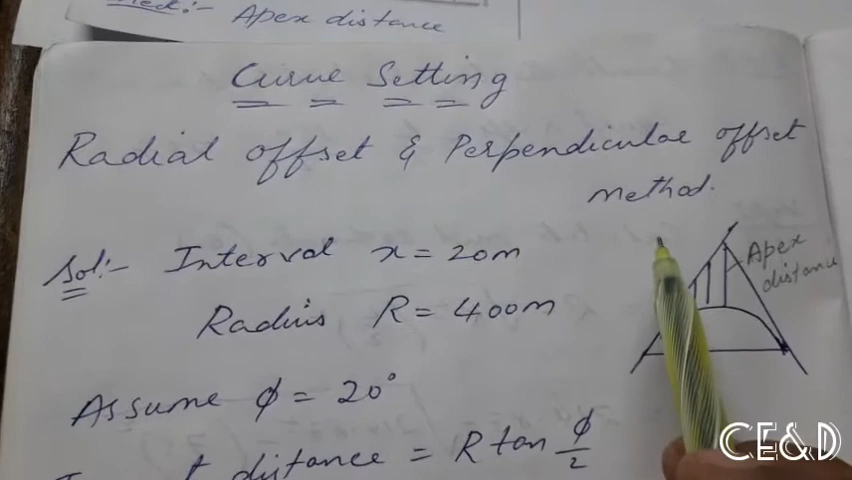 Check:- Apex distance
Curve Setting
Radial offset & Perpendicular offset
method.
Sol:- Interval x = 20m
Radius R = 400m
Apex
distance
Assume ϕ = 20°
distance = R tan ϕ/2
CE&D